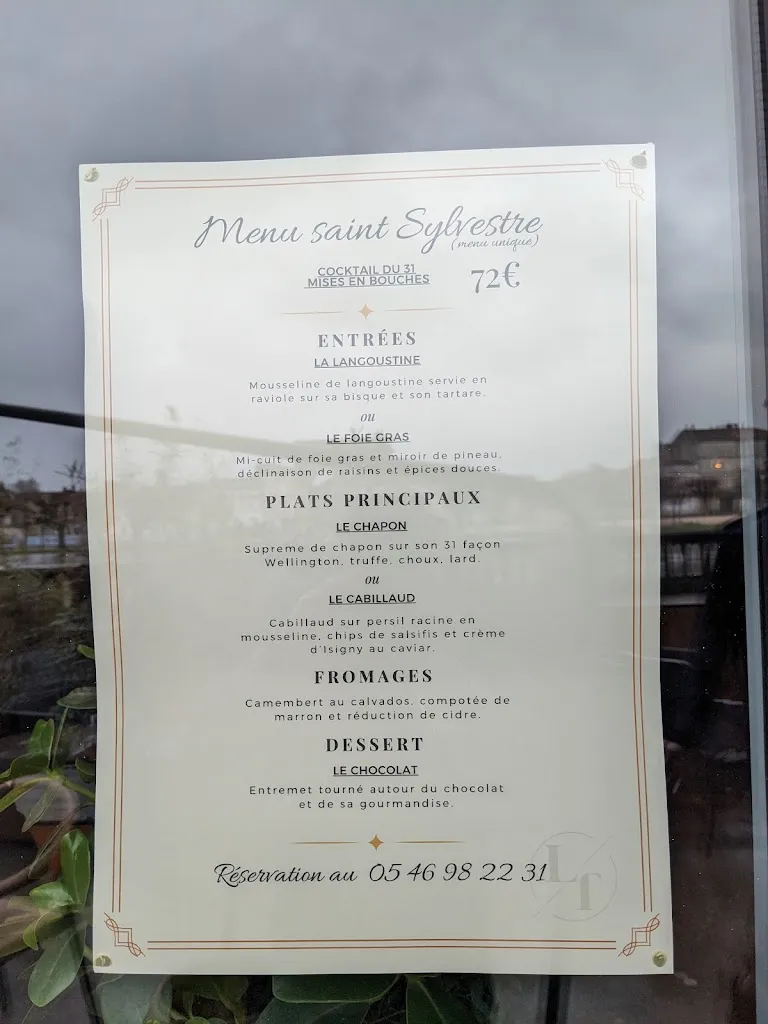 Menu saint Sylvestre
(menu unique)
COCKTAIL DU 31
MISES EN BOUCHES
72€
ENTRÉES
LA LANGOUSTINE
Mousseline de langoustine servie en
raviole sur sa bisque et son tartare.
ou
LE FOIE GRAS
Mi-cuit de foie gras et miroir de pineau,
déclinaison de raisins et épices douces.
PLATS PRINCIPAUX
LE CHAPON
Supreme de chapon sur son 31 façon
Wellington, truffe, choux, lard.
ou
LE CABILLAUD
Cabillaud sur persil racine en
mousseline, chips de salsifis et crème
d'Isigny au caviar.
FROMAGES
Camembert au calvados, compotée de
marron et réduction de cidre.
DESSERT
LE CHOCOLAT
Entremet tourné autour du chocolat
et de sa gourmandise.
Réservation au 05 46 98 22 31
LT